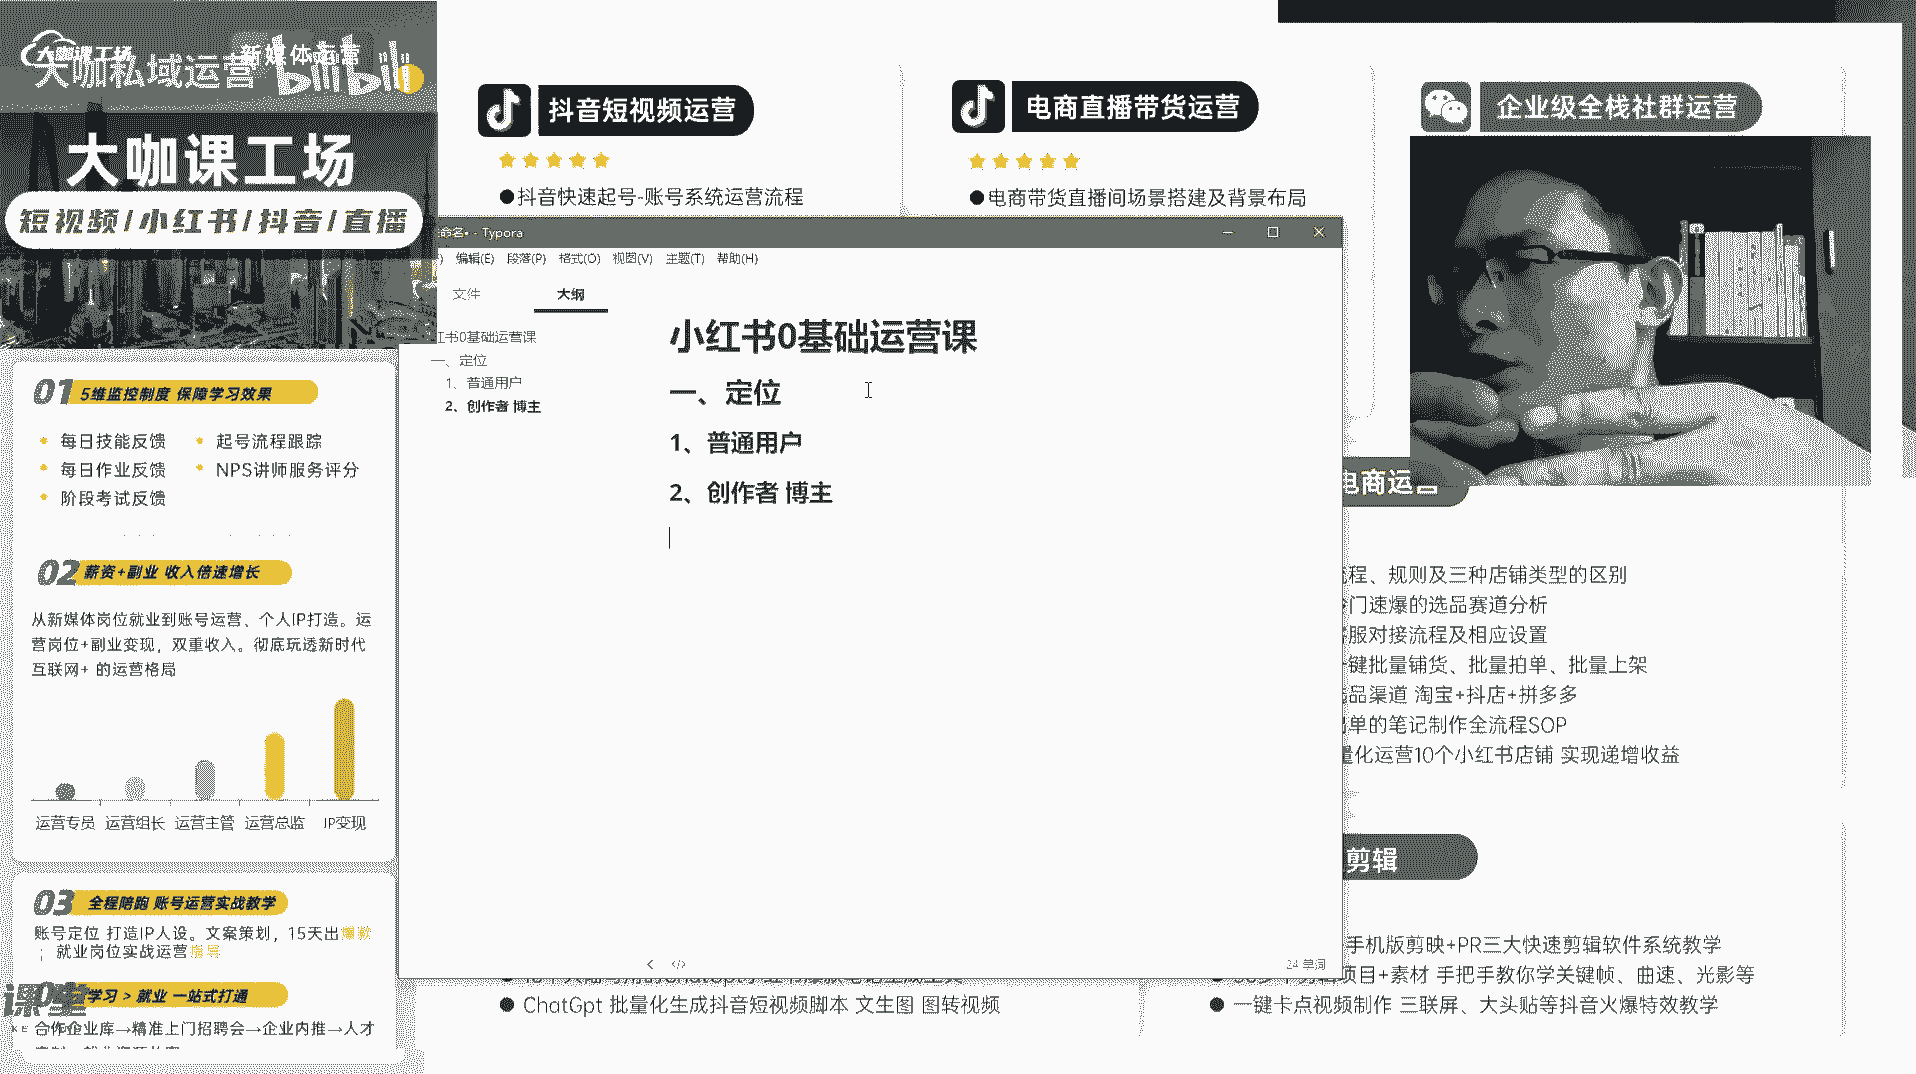 大咖课工场
新媒体运营
大咖私域运营
bilibili
大咖课工场
短视频/小红书/抖音/直播
01 5维监控制度 保障学习效果
每日技能反馈
起号流程跟踪
每日作业反馈
NPS讲师服务评分
阶段考试反馈
02 薪资+副业 收入倍速增长
从新媒体岗位就业到账号运营、个人IP打造。运
营岗位+副业变现，双重收入。彻底玩透新时代
互联网+ 的运营格局
运营专员 运营组长 运营主管 运营总监 IP变现
03 全程陪跑 账号运营实战教学
账号定位 打造IP人设。文案策划，15天出爆款
；就业岗位实战运营指导
学习 > 就业 一站式打通
课堂
合作企业库→精准上门招聘会→企业内推→人才
抖音短视频运营
●抖音快速起号-账号系统运营流程
电商直播带货运营
●电商带货直播间场景搭建及背景布局
企业级全栈社群运营
命名• - Typora
编辑(E) 段落(P) 格式(O) 视图(V) 主题(T) 帮助(H)
文件 大纲
红书0基础运营课
一、定位
1、普通用户
2、创作者 博主
小红书0基础运营课
一、定位
1、普通用户
2、创作者 博主
24 单词
电商运营
流程、规则及三种店铺类型的区别
冷门速爆的选品赛道分析
客服对接流程及相应设置
一键批量铺货、批量拍单、批量上架
选品渠道 淘宝+抖店+拼多多
出单的笔记制作全流程SOP
量化运营10个小红书店铺 实现递增收益
剪辑
手机版剪映+PR三大快速剪辑软件系统教学
项目+素材 手把手教你学关键帧、曲速、光影等
● 一键卡点视频制作 三联屏、大头贴等抖音火爆特效教学
● ChatGpt 批量化生成抖音短视频脚本 文生图 图转视频